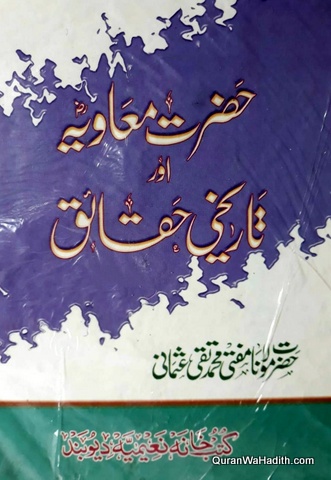 حضرت معاویہؓ
اور
تاریخی حقائق
حضرت مولانا مفتی محمد تقی عثمانی
کتب خانہ نعیمیہ دیوبند
QuranWaHadith.com